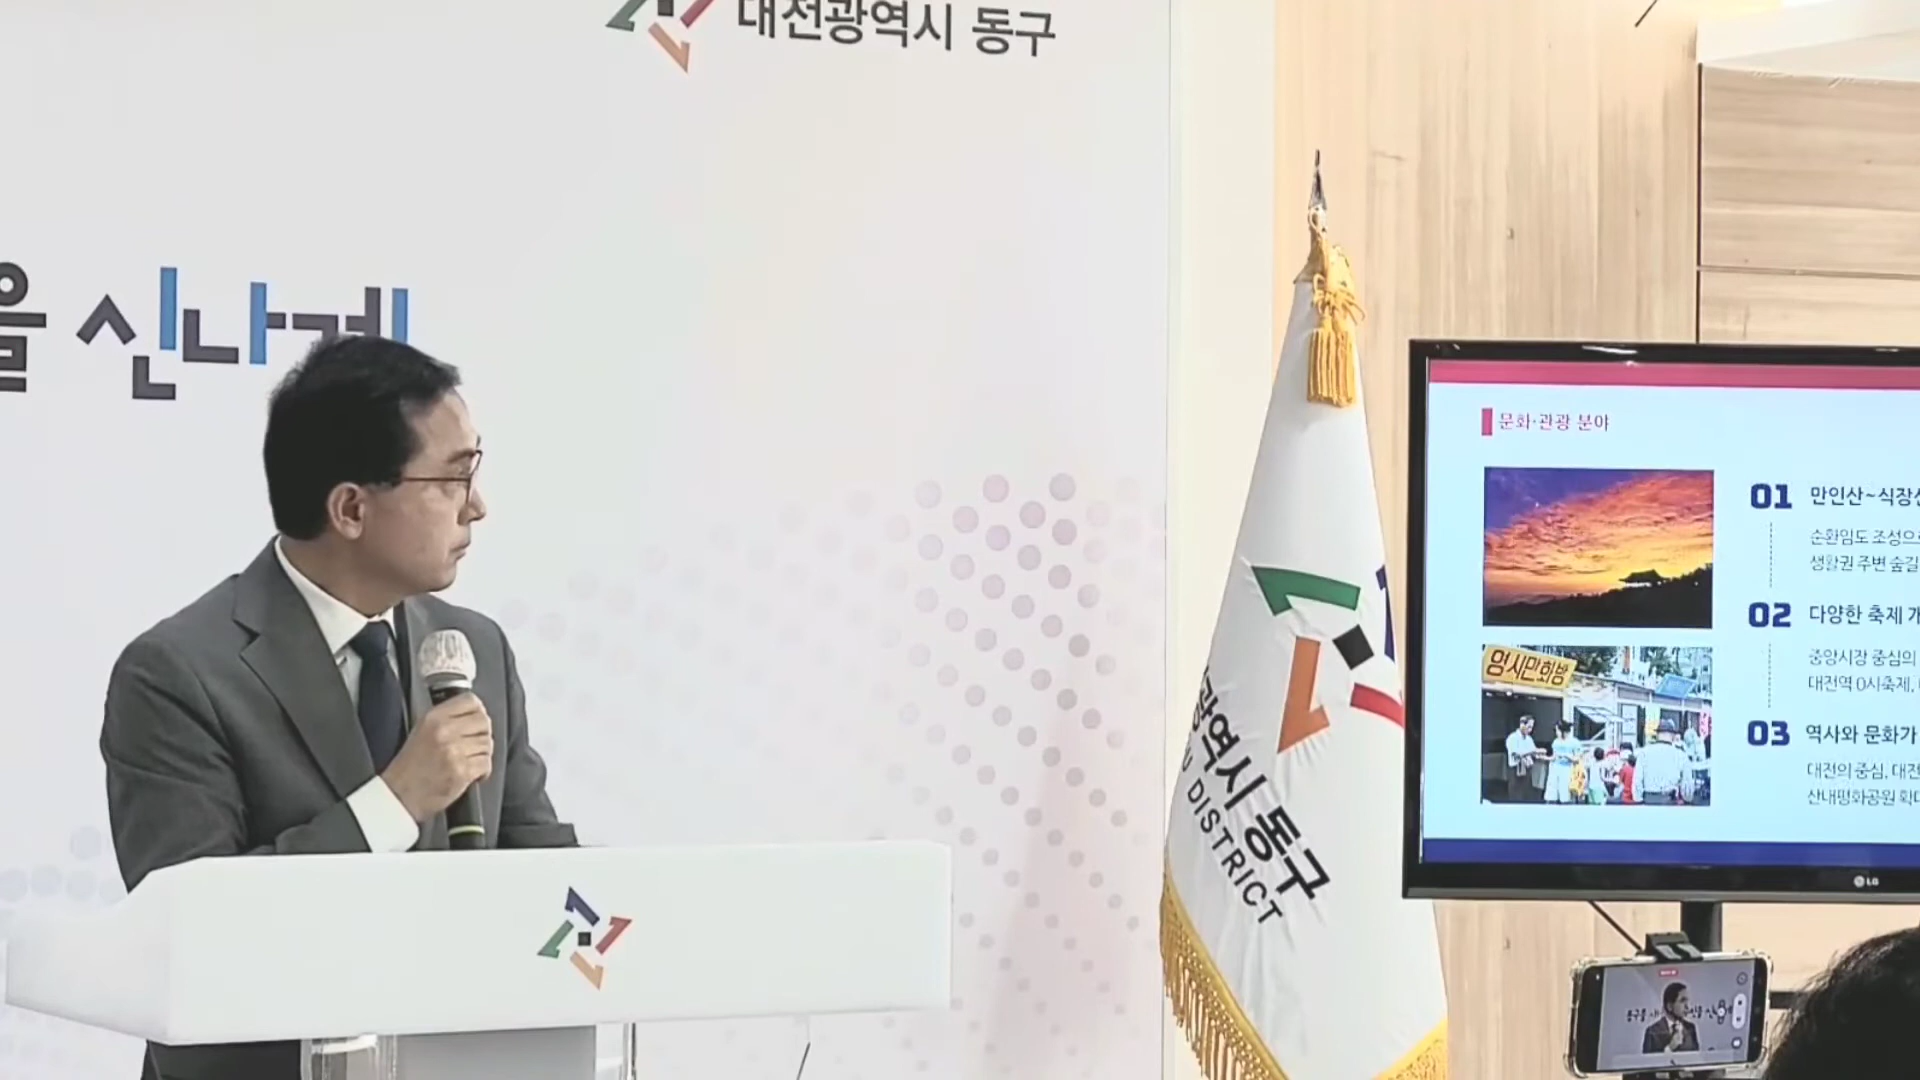 대전광역시 동구
을 신나게
문화·관광 분야
01 만인산~식장산
순환임도 조성으로
생활권 주변 숲길
02 다양한 축제 개
중앙시장 중심의
대전역 0시축제,
영시만화방
03 역사와 문화가
대전의 중심, 대전
산내평화공원 확대
광역시 동구
DISTRICT
LG